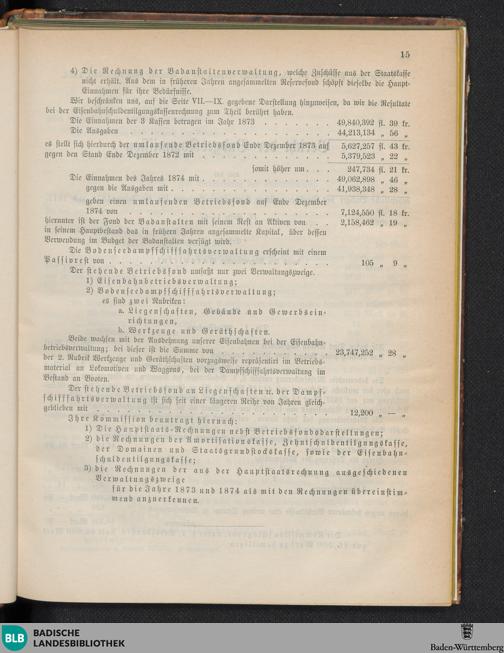 15
4) Die Rechnung der Badanstaltenverwaltung, welche Zuschüsse aus der Staatskasse
nicht erhält. Aus dem in früheren Jahren angesammelten Reservefond schöpft dieselbe die Haupt-
Einnahmen für ihre Bedürfnisse.
Wir beschränken uns, auf die Seite VII.—IX. gegebene Darstellung hinzuweisen, da wir die Resultate
bei der Eisenbahnschuldentilgungskassenrechnung zum Theil berührt haben.
Die Einnahmen der 3 Kassen betrugen im Jahr 1873 . . . . . . . 49,840,392 fl. 39 kr.
Die Ausgaben . . . . . . . . . . . . . . . . . . 44,213,134 „ 56 „
es stellt sich hierdurch der umlaufende Betriebsfond Ende Dezember 1873 auf 5,627,257 fl. 43 kr.
gegen den Stand Ende Dezember 1872 mit . . . . . . . . . . . 5,379,523 „ 22 „
somit höher um . . . 247,734 fl. 21 kr.
Die Einnahmen des Jahres 1874 mit . . . . . . . . . . . 49,062,898 „ 46 „
gegen die Ausgaben mit . . . . . . . . . . . . . . 41,938,348 „ 28 „
geben einen umlaufenden Betriebsfond auf Ende Dezember
1874 von . . . . . . . . . . . . . . . . . 7,124,550 fl. 18 kr.
hierunter ist der Fond der Badanstalten mit seinem Rest an Aktiven von . . 2,158,462 „ 19 „
in seinem Hauptbestand das in frühern Jahren angesammelte Kapital, über dessen
Verwendung im Budget der Badanstalten verfügt wird.
Die Bodenseedampfschifffahrtsverwaltung erscheint mit einem
Passivrest von . . . . . . . . . . . . . . . . . . 105 „ 9 „
Der stehende Betriebsfond umfaßt nur zwei Verwaltungszweige.
1) Eisenbahnbetriebsverwaltung;
2) Bodenseedampfschifffahrtsverwaltung;
es sind zwei Rubriken:
a. Liegenschaften, Gebäude und Gewerbsein-
richtungen,
b. Werkzeuge und Geräthschaften.
Beide wachsen mit der Ausdehnung unserer Eisenbahnen bei der Eisenbahn-
betriebsverwaltung; bei dieser ist die Summe von . . . . . . . . . . 23,747,252 „ 28 „
der 2. Rubrik Werkzeuge und Geräthschaften vorzugsweise repräsentirt im Betriebs-
material an Lokomotiven und Waggons, bei der Dampfschifffahrtsverwaltung im
Bestand an Booten.
Der stehende Betriebsfond an Liegenschaften ꝛc. der Dampf-
schifffahrtsverwaltung ist sich seit einer längeren Reihe von Jahren gleich-
geblieben mit . . . . . . . . . . . . . . . . . . 12,200 „ — „
Ihre Kommission beantragt hiernach:
1) Die Hauptstaats-Rechnungen nebst Betriebsfondsdarstellungen;
2) die Rechnungen der Amortisationskasse, Zehntschuldentilgungskasse,
der Domainen und Staatsgrundstockskasse, sowie der Eisenbahn-
schuldentilgungskasse;
3) die Rechnungen der aus der Hauptstaatsrechnung ausgeschiedenen
Verwaltungszweige
für die Jahre 1873 und 1874 als mit den Rechnungen übereinstim-
mend anzuerkennen.
BLB BADISCHE
LANDESBIBLIOTHEK
Baden-Württemberg